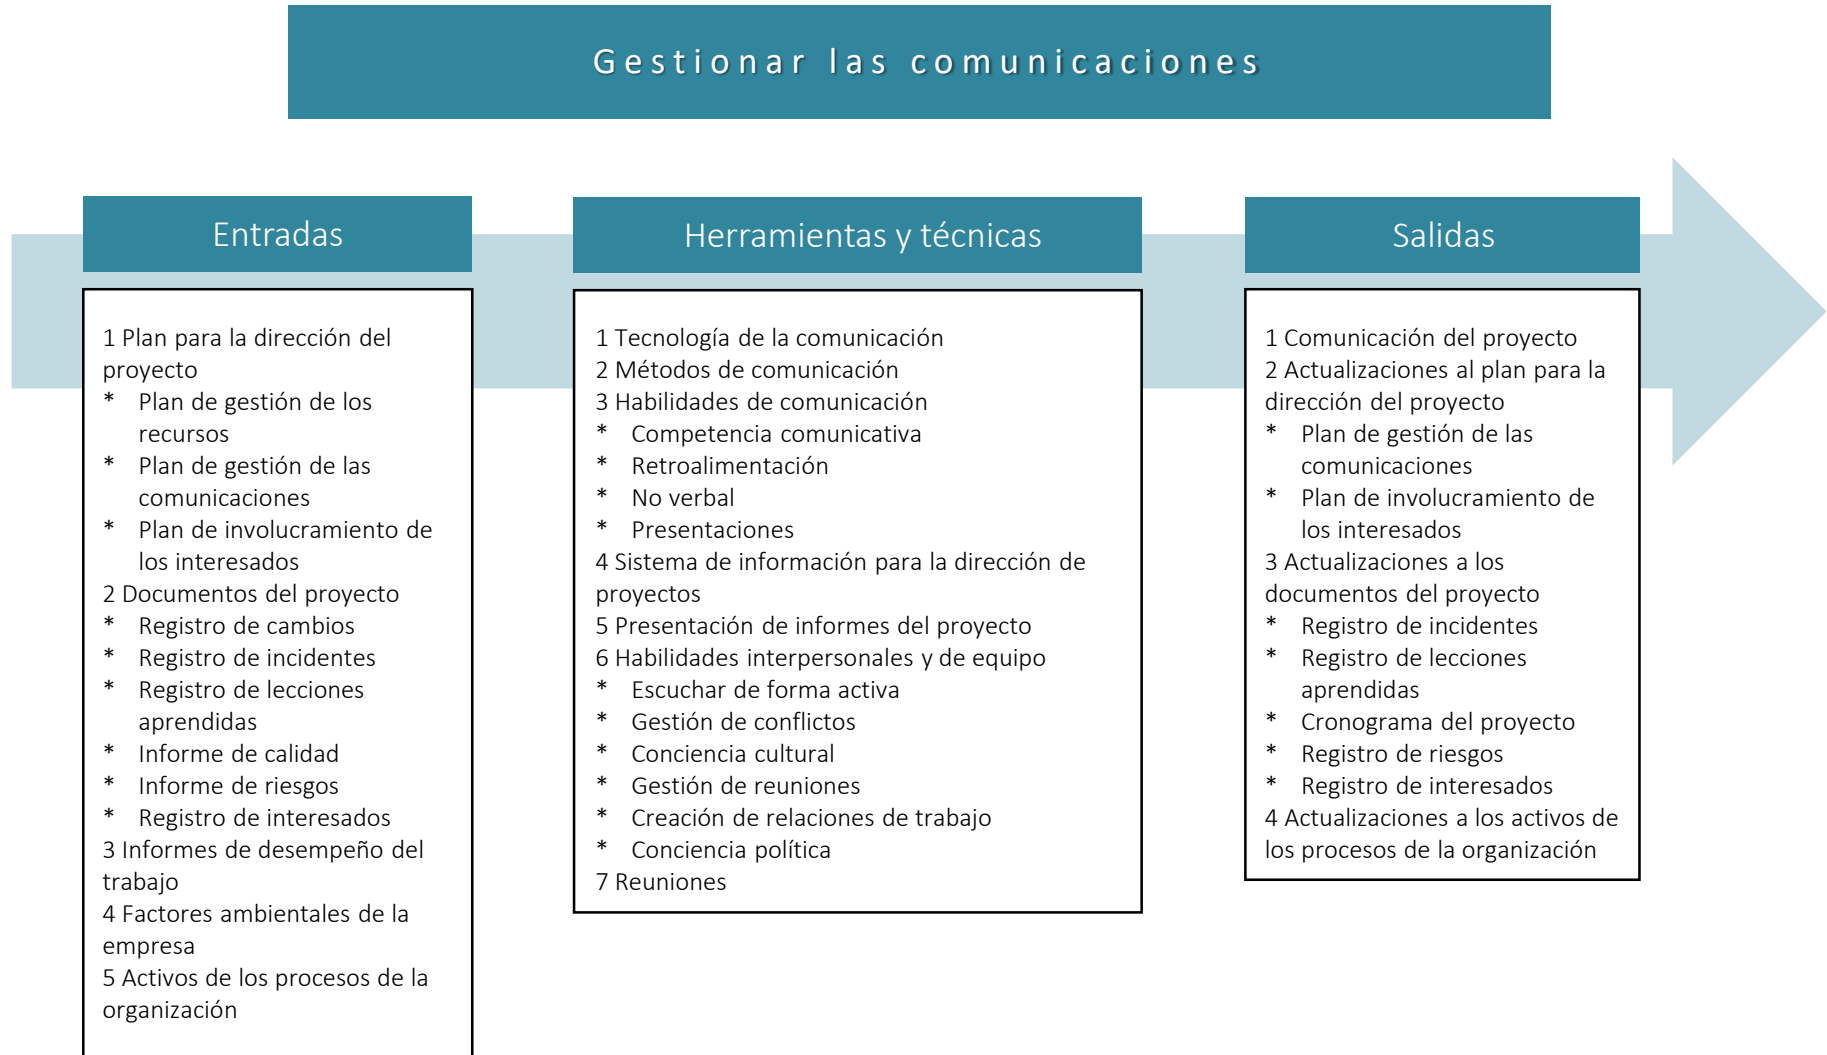 Gestionar las comunicaciones
Entradas
1 Plan para la dirección del
proyecto
* Plan de gestión de los
recursos
* Plan de gestión de las
comunicaciones
* Plan de involucramiento de
los interesados
2 Documentos del proyecto
* Registro de cambios
* Registro de incidentes
* Registro de lecciones
aprendidas
* Informe de calidad
* Informe de riesgos
* Registro de interesados
3 Informes de desempeño del
trabajo
4 Factores ambientales de la
empresa
5 Activos de los procesos de la
organización
Herramientas y técnicas
1 Tecnología de la comunicación
2 Métodos de comunicación
3 Habilidades de comunicación
* Competencia comunicativa
* Retroalimentación
* No verbal
* Presentaciones
4 Sistema de información para la dirección de
proyectos
5 Presentación de informes del proyecto
6 Habilidades interpersonales y de equipo
* Escuchar de forma activa
* Gestión de conflictos
* Conciencia cultural
* Gestión de reuniones
* Creación de relaciones de trabajo
* Conciencia política
7 Reuniones
Salidas
1 Comunicación del proyecto
2 Actualizaciones al plan para la
dirección del proyecto
* Plan de gestión de las
comunicaciones
* Plan de involucramiento de
los interesados
3 Actualizaciones a los
documentos del proyecto
* Registro de incidentes
* Registro de lecciones
aprendidas
* Cronograma del proyecto
* Registro de riesgos
* Registro de interesados
4 Actualizaciones a los activos de
los procesos de la organización